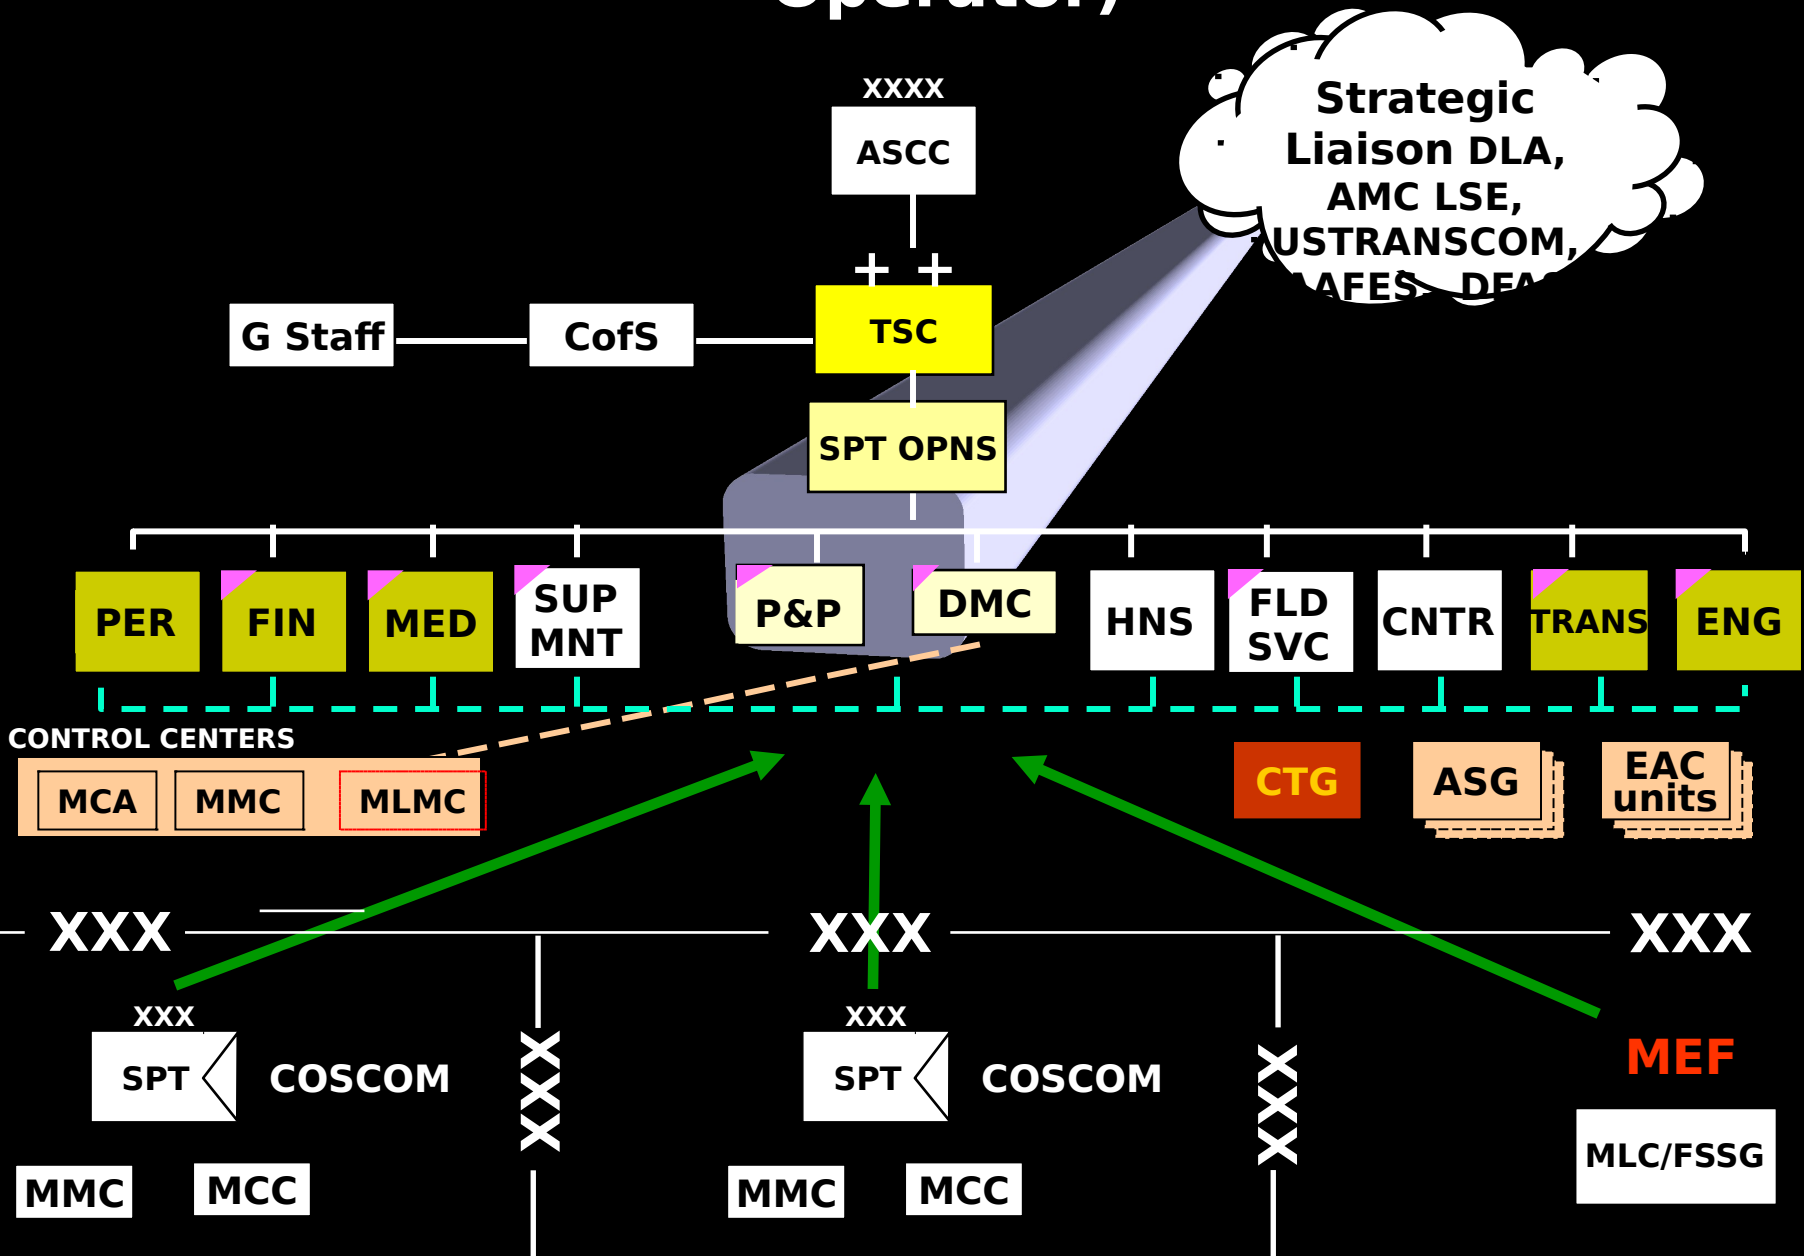 XXXX
ASCC
Strategic
Liaison DLA,
AMC LSE,
USTRANSCOM,
+ +
TSC
G Staff
CofS
SPT OPNS
PER
FIN
MED
SUP
MNT
P&P
DMC
HNS
FLD
SVC
CNTR
TRANS
ENG
CONTROL CENTERS
MCA
MMC
MLMC
CTG
ASG
EAC
units
XXX
XXX
XXX
XXX
SPT
COSCOM
XXX
XXX
SPT
COSCOM
XXX
MEF
MLC/FSSG
MMC
MCC
MMC
MCC